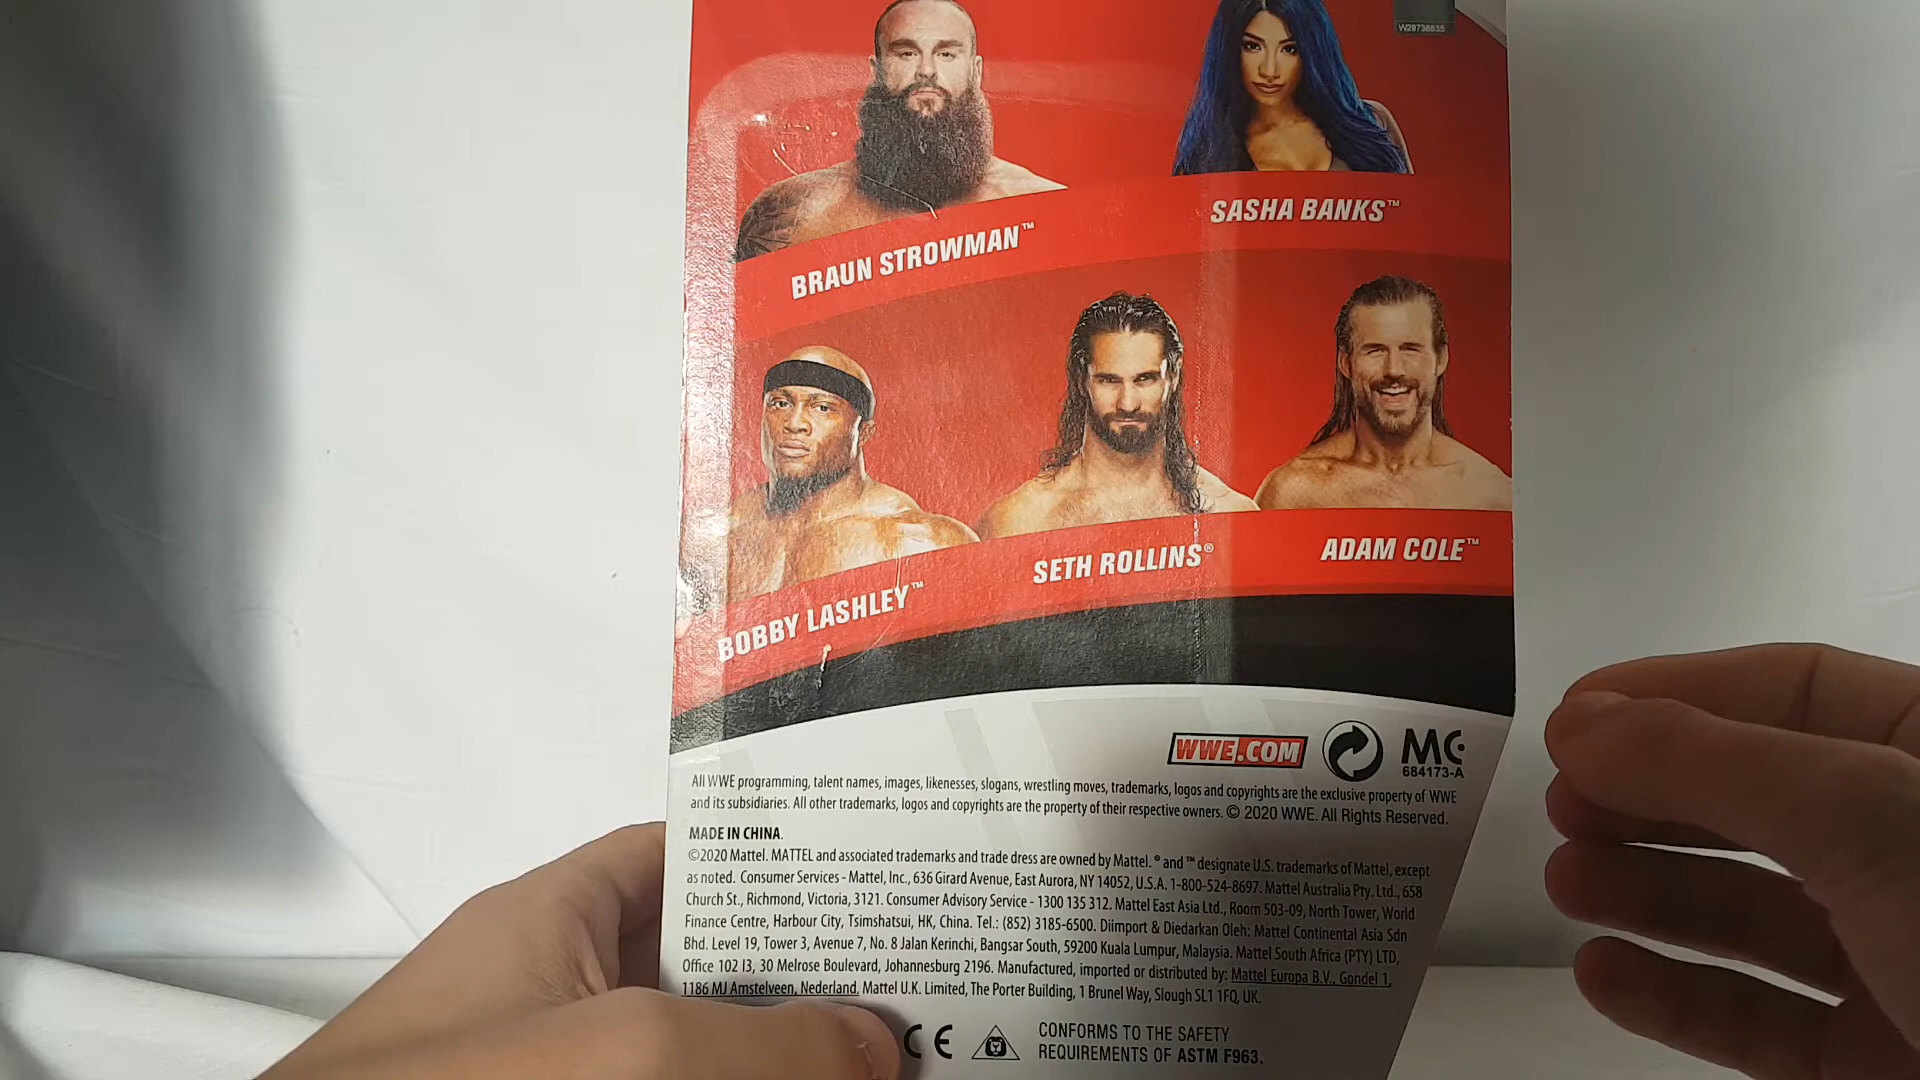 W29736635
BRAUN STROWMAN™
SASHA BANKS™
BOBBY LASHLEY™
SETH ROLLINS®
ADAM COLE™
WWE.COM
MC
684173-A
All WWE programming, talent names, images, likenesses, slogans, wrestling moves, trademarks, logos and copyrights are the exclusive property of WWE
and its subsidiaries. All other trademarks, logos and copyrights are the property of their respective owners. © 2020 WWE. All Rights Reserved.
MADE IN CHINA.
©2020 Mattel. MATTEL and associated trademarks and trade dress are owned by Mattel. ® and ™ designate U.S. trademarks of Mattel, except
as noted. Consumer Services - Mattel, Inc., 636 Girard Avenue, East Aurora, NY 14052, U.S.A. 1-800-524-8697. Mattel Australia Pty. Ltd., 658
Church St., Richmond, Victoria, 3121. Consumer Advisory Service - 1300 135 312. Mattel East Asia Ltd., Room 503-09, North Tower, World
Finance Centre, Harbour City, Tsimshatsui, HK, China. Tel.: (852) 3185-6500. Diimport & Diedarkan Oleh: Mattel Continental Asia Sdn
Bhd. Level 19, Tower 3, Avenue 7, No. 8 Jalan Kerinchi, Bangsar South, 59200 Kuala Lumpur, Malaysia. Mattel South Africa (PTY) LTD,
Office 102 I3, 30 Melrose Boulevard, Johannesburg 2196. Manufactured, imported or distributed by: Mattel Europa B.V., Gondel 1,
1186 MJ Amstelveen, Nederland. Mattel U.K. Limited, The Porter Building, 1 Brunel Way, Slough SL1 1FQ, UK.
CE
CONFORMS TO THE SAFETY
REQUIREMENTS OF ASTM F963.